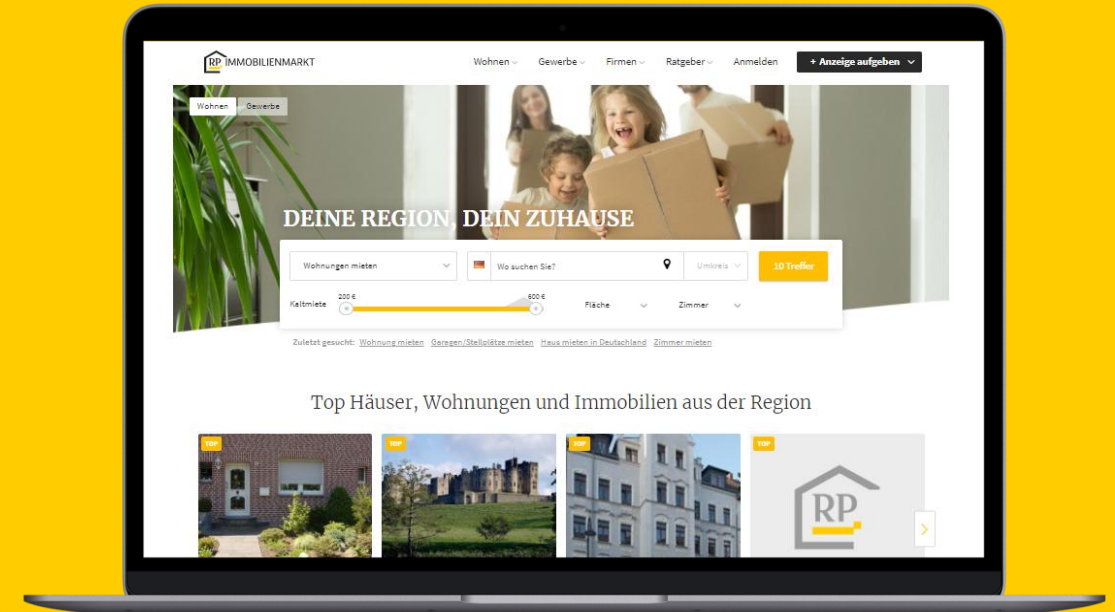 RP IMMOBILIENMARKT
Wohnen Gewerbe Firmen Ratgeber Anmelden + Anzeige aufgeben
Wohnen Gewerbe
DEINE REGION, DEIN ZUHAUSE
Wohnungen mieten Wo suchen Sie? Umkreis 10 Treffer
Kaltmiete 200 € 600 € Fläche Zimmer
Zuletzt gesucht: Wohnung mieten Garagen/Stellplätze mieten Haus mieten in Deutschland Zimmer mieten
Top Häuser, Wohnungen und Immobilien aus der Region
TOP TOP TOP TOP
RP